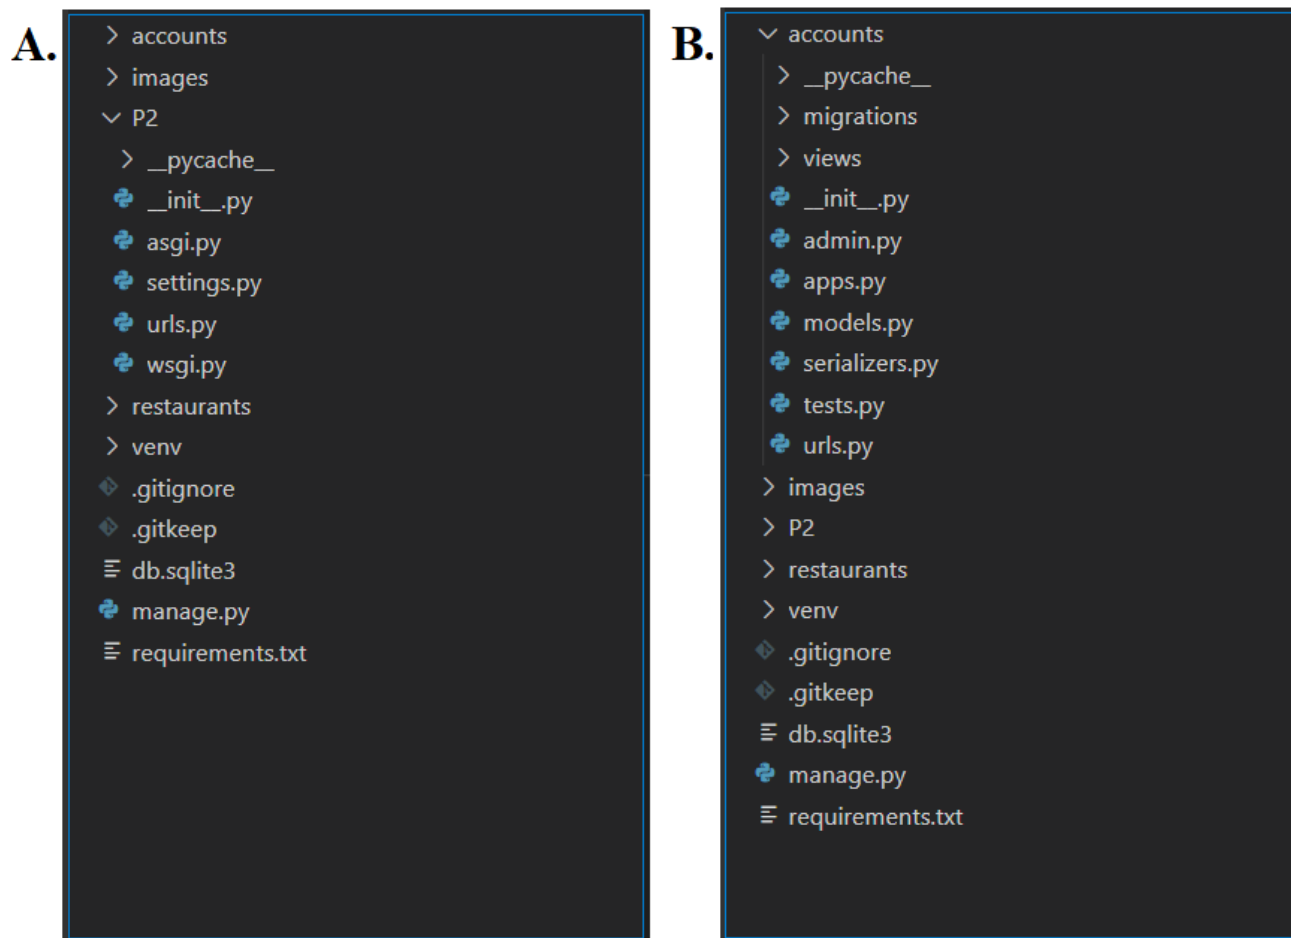 A.
accounts
images
P2
__pycache__
__init__.py
asgi.py
settings.py
urls.py
wsgi.py
restaurants
venv
.gitignore
.gitkeep
db.sqlite3
manage.py
requirements.txt
B.
accounts
__pycache__
migrations
views
__init__.py
admin.py
apps.py
models.py
serializers.py
tests.py
urls.py
images
P2
restaurants
venv
.gitignore
.gitkeep
db.sqlite3
manage.py
requirements.txt